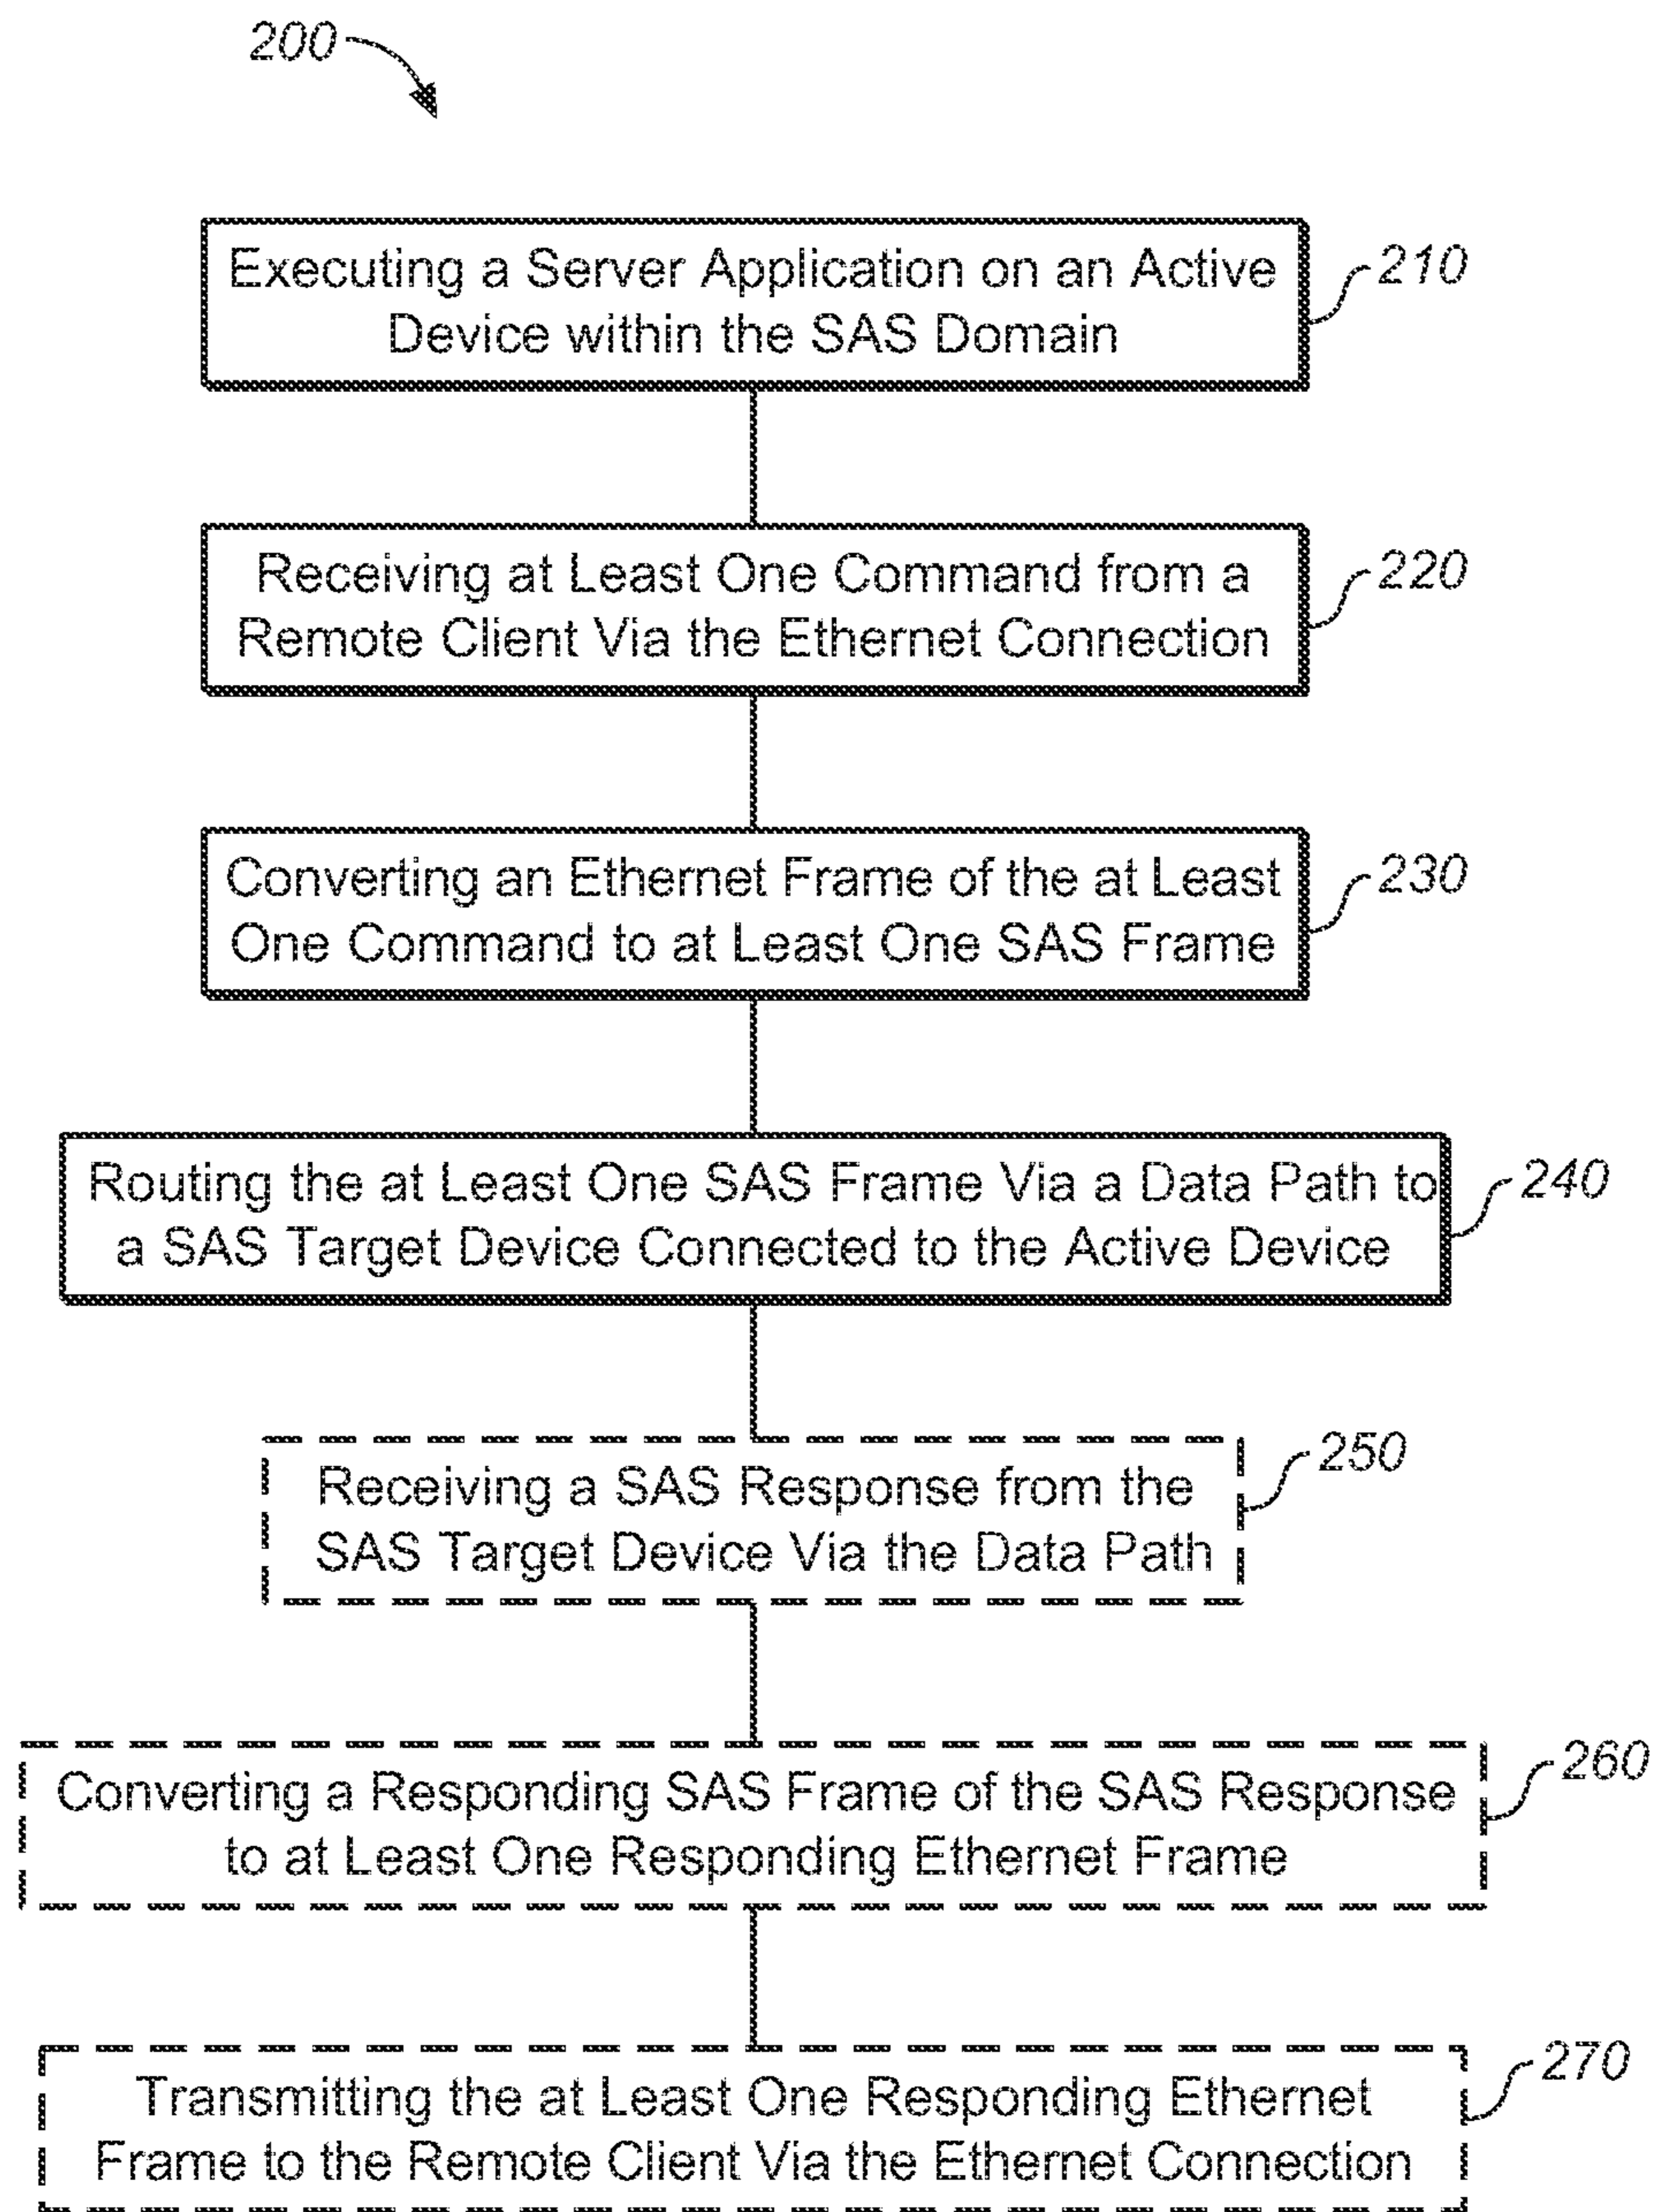 200
Executing a Server Application on an Active
Device within the SAS Domain
210
Receiving at Least One Command from a
Remote Client Via the Ethernet Connection
220
Converting an Ethernet Frame of the at Least
One Command to at Least One SAS Frame
230
Routing the at Least One SAS Frame Via a Data Path to
a SAS Target Device Connected to the Active Device
240
Receiving a SAS Response from the
SAS Target Device Via the Data Path
250
Converting a Responding SAS Frame of the SAS Response
to at Least One Responding Ethernet Frame
260
Transmitting the at Least One Responding Ethernet
Frame to the Remote Client Via the Ethernet Connection
270